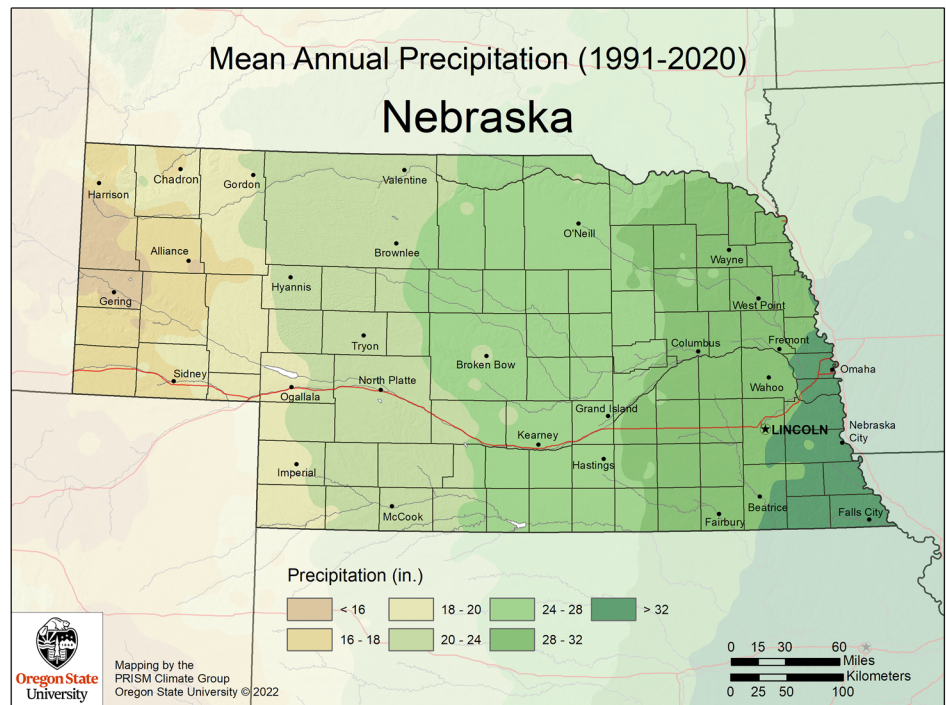 Mean Annual Precipitation (1991-2020)
Nebraska
Harrison
Chadron
Gordon
Valentine
O'Neill
Alliance
Brownlee
Wayne
Gering
Hyannis
West Point
Tryon
Columbus
Fremont
Broken Bow
Omaha
Sidney
North Platte
Wahoo
Ogallala
Grand Island
LINCOLN
Nebraska
City
Kearney
Imperial
Hastings
McCook
Fairbury
Beatrice
Falls City
Precipitation (in.)
< 16
18 - 20
24 - 28
> 32
16 - 18
20 - 24
28 - 32
Oregon State
University
Mapping by the
PRISM Climate Group
Oregon State University © 2022
0 15 30 60
Miles
Kilometers
0 25 50 100